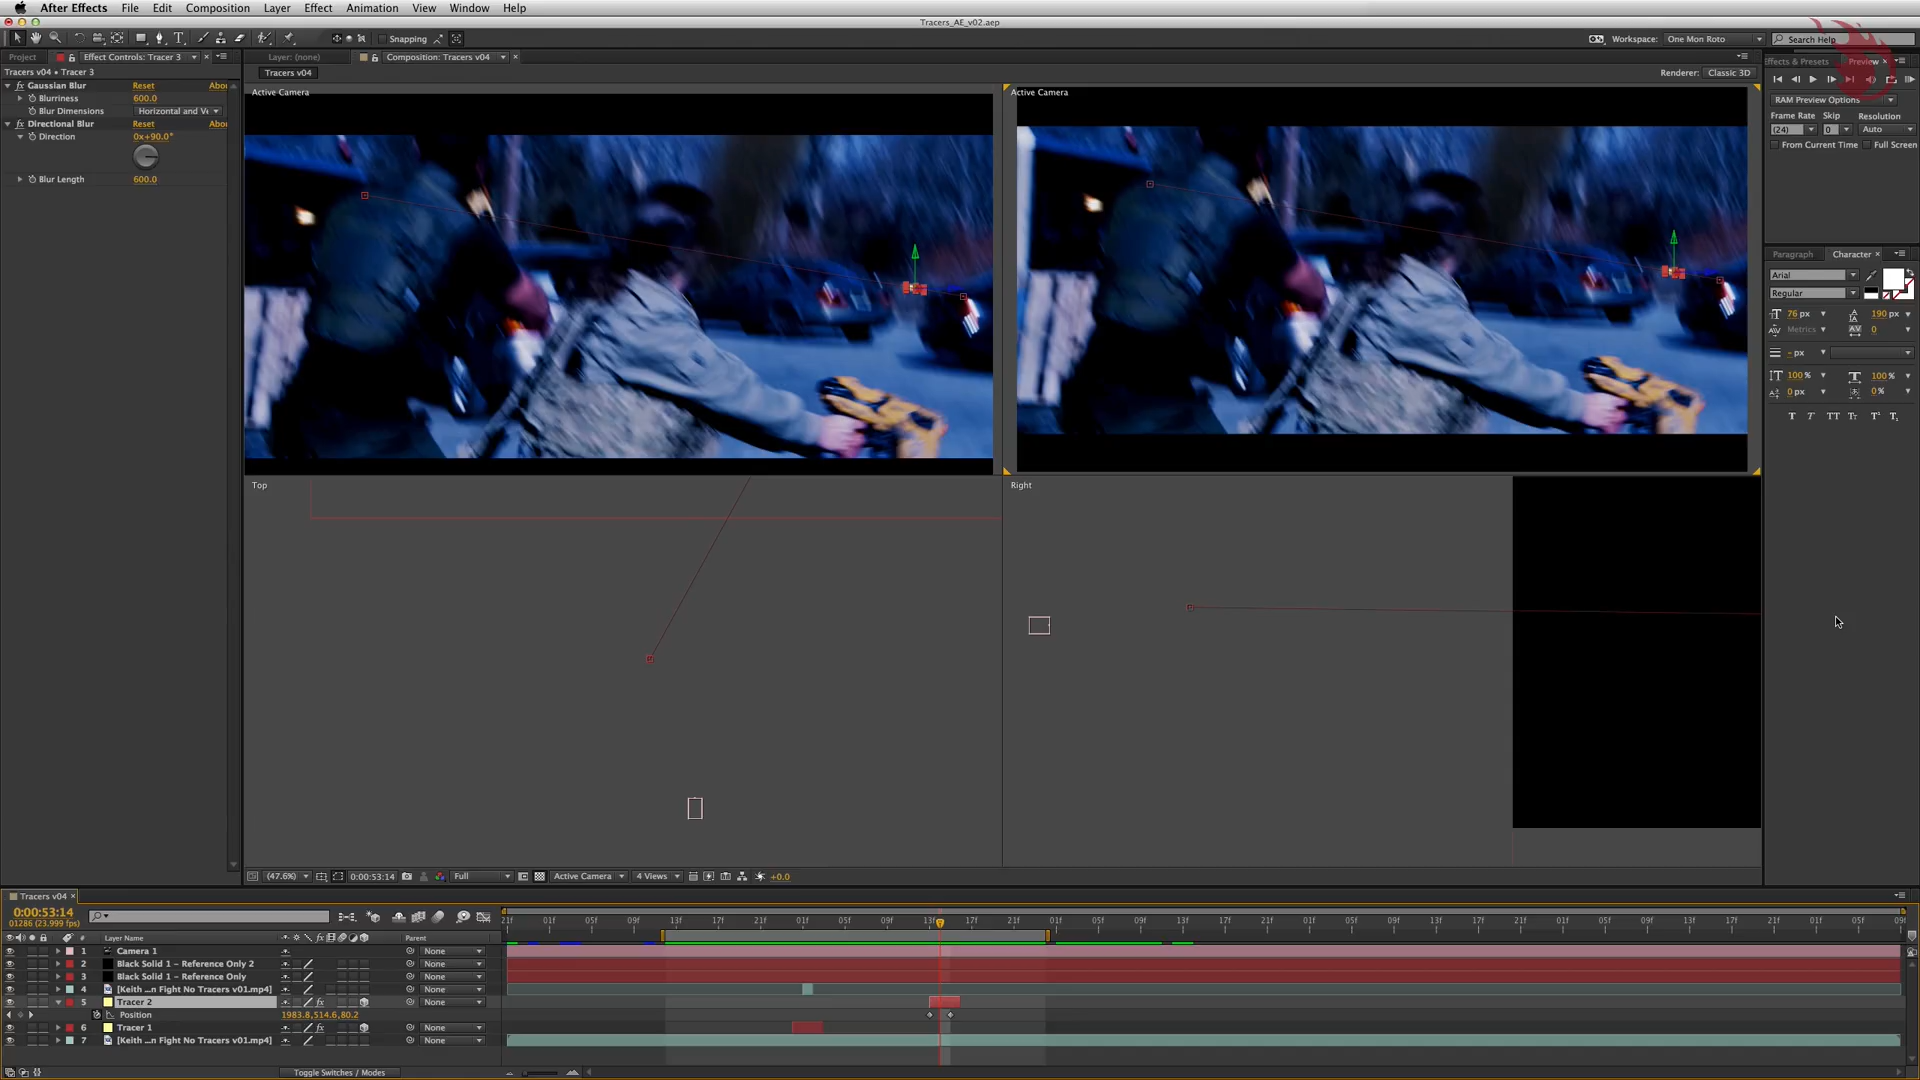 After Effects File Edit Composition Layer Effect Animation View Window Help
Tracers_AE_v02.aep
Snapping
Workspace: One Mon Roto
Search Help
Project
Effect Controls: Tracer 3
Layer: (none)
Composition: Tracers v04
Effects & Presets
Preview
Tracers v04 • Tracer 3
Tracers v04
Renderer: Classic 3D
Gaussian Blur Reset Abou
Blurriness 600.0
Blur Dimensions Horizontal and Ve
Directional Blur Reset Abou
Direction 0x+90.0°
Blur Length 600.0
Active Camera
Active Camera
Top
Right
RAM Preview Options
Frame Rate Skip Resolution
(24) 0 Auto
From Current Time Full Screen
Paragraph Character
Arial
Regular
76 px 190 px
Metrics 0
- px
100 % 100 %
0 px 0 %
T T TT Tt T¹ T₁
(47.6%) 0:00:53:14 Full Active Camera 4 Views +0.0
Tracers v04
0:00:53:14
01286 (23.999 fps)
21f 01f 05f 09f 13f 17f 21f 01f 05f 09f 13f 17f 21f 01f 05f 09f 13f 17f 21f 01f 05f 09f 13f 17f 21f 01f 05f 09f 13f 17f 21f 01f 05f 09f
# Layer Name fx Parent
1 Camera 1 None
2 Black Solid 1 – Reference Only 2 None
3 Black Solid 1 – Reference Only None
4 [Keith ...n Fight No Tracers v01.mp4] None
5 Tracer 2 fx None
Position 1983.8,514.6,80.2
6 Tracer 1 fx None
7 [Keith ...n Fight No Tracers v01.mp4] None
Toggle Switches / Modes